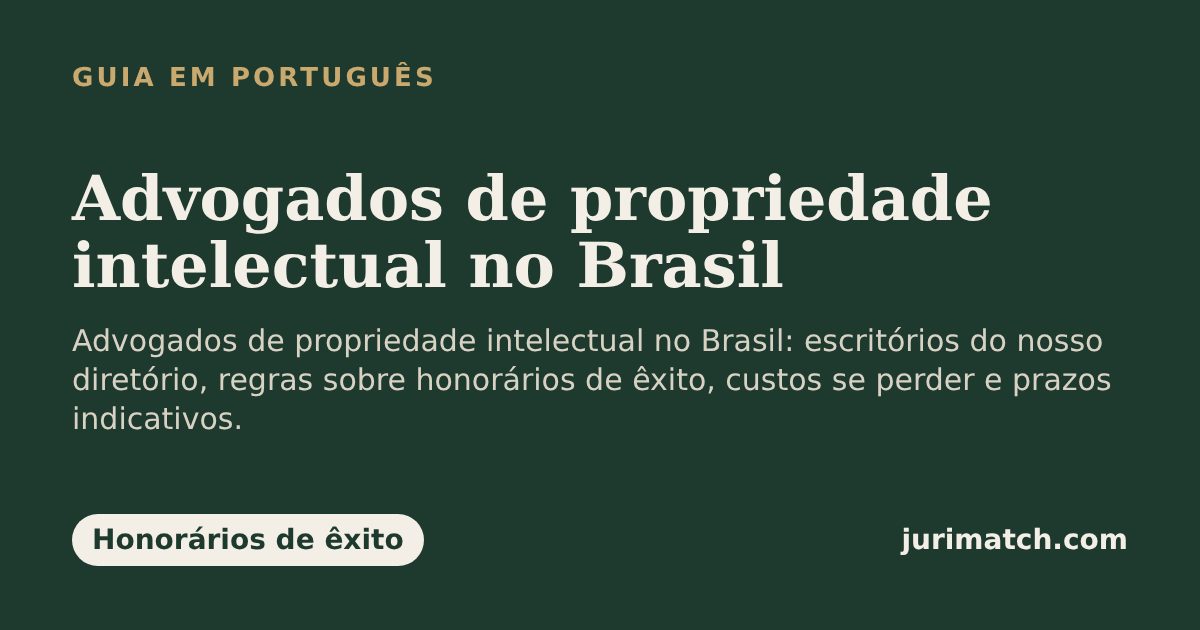 GUIA EM PORTUGUÊS
Advogados de propriedade
intelectual no Brasil
Advogados de propriedade intelectual no Brasil: escritórios do nosso
diretório, regras sobre honorários de êxito, custos se perder e prazos
indicativos.
Honorários de êxito
jurimatch.com